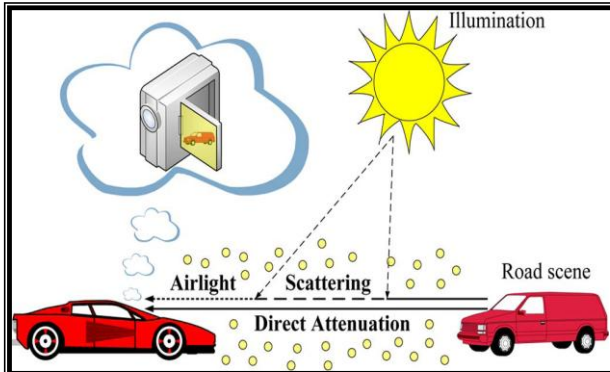 Illumination
Airlight
Scattering
Road scene
Direct Attenuation